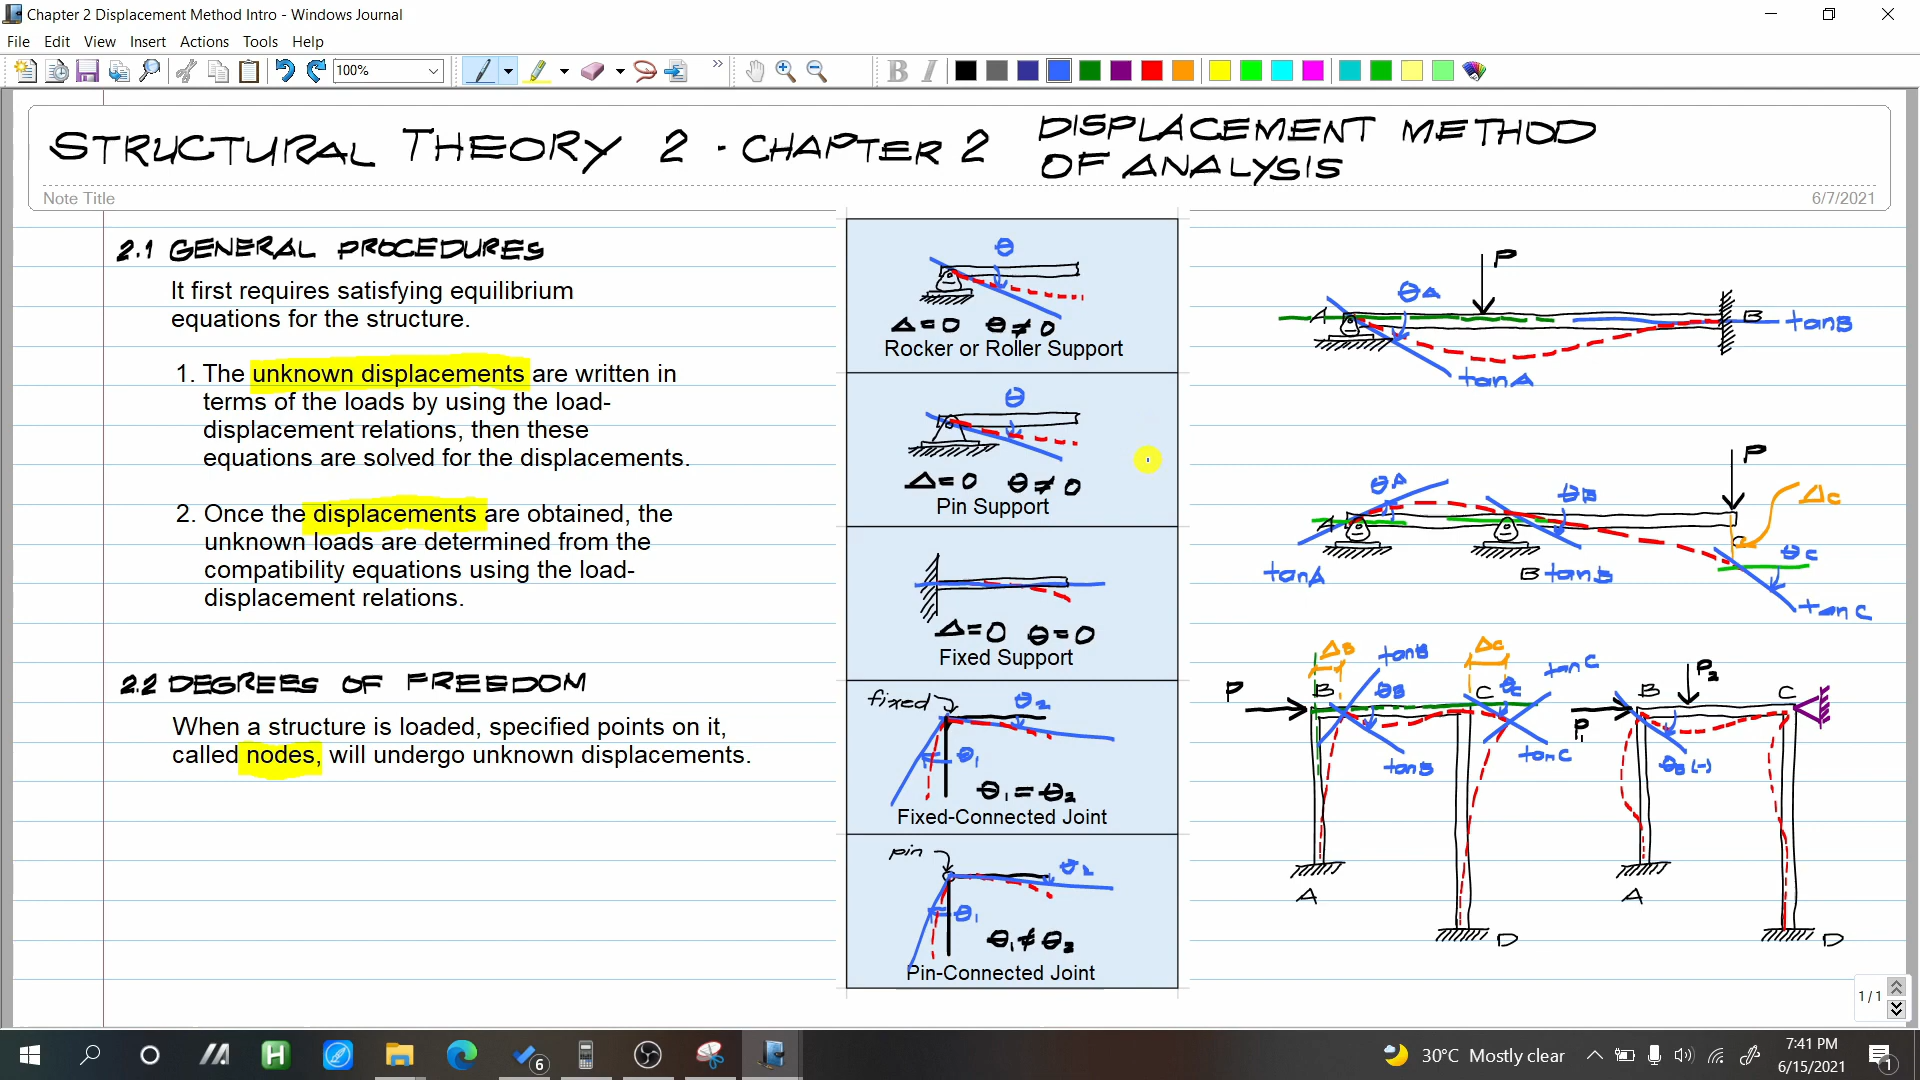 Chapter 2 Displacement Method Intro - Windows Journal
File Edit View Insert Actions Tools Help
100%
STRUCTURAL THEORY 2 - CHAPTER 2
DISPLACEMENT METHOD
OF ANALYSIS
Note Title
6/7/2021
2.1 GENERAL PROCEDURES
It first requires satisfying equilibrium
equations for the structure.
1. The unknown displacements are written in
terms of the loads by using the load-
displacement relations, then these
equations are solved for the displacements.
2. Once the displacements are obtained, the
unknown loads are determined from the
compatibility equations using the load-
displacement relations.
2.2 DEGREES OF FREEDOM
When a structure is loaded, specified points on it,
called nodes, will undergo unknown displacements.
θ
Δ=0 θ≠0
Rocker or Roller Support
θ
Δ=0 θ≠0
Pin Support
Δ=0 θ=0
Fixed Support
fixed
θ2
θ1
θ1=θ2
Fixed-Connected Joint
pin
θ2
θ1
θ1≠θ2
Pin-Connected Joint
P
θA
A
B
tanB
tanA
P
θA
θB
ΔC
A
C
θC
tanA
B
tanB
tanC
ΔB
tanB
ΔC
tanC
P
B
θB
C
θC
tanB
tanC
A
D
P2
B
C
P1
θB(-)
A
D
1/1
6
30°C Mostly clear
7:41 PM
6/15/2021
1